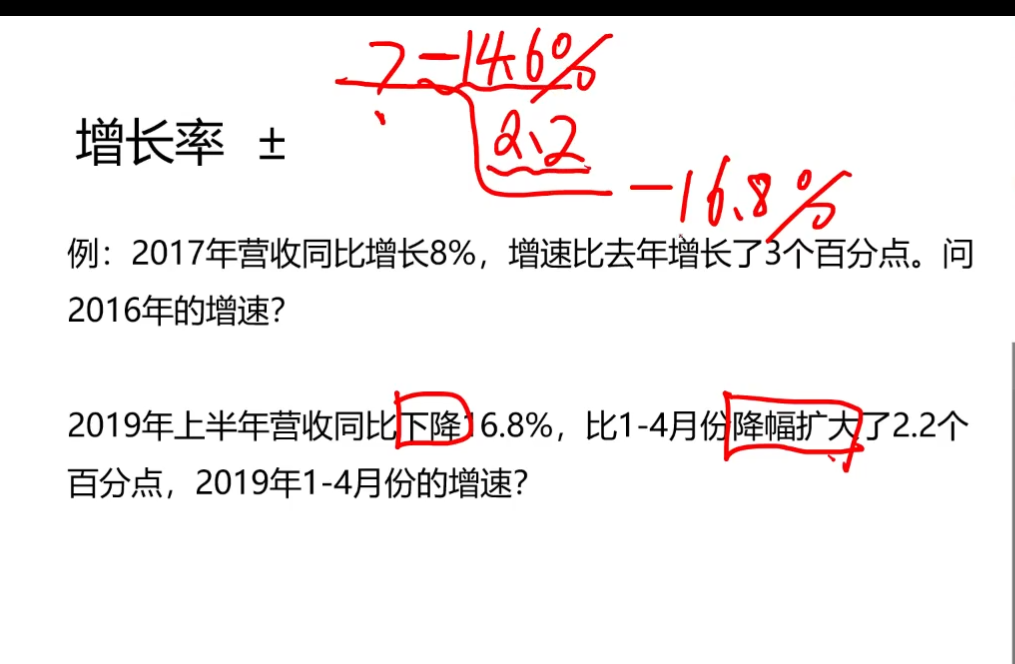 ? -14.6%
2.2
-16.8%
增长率 ±
例：2017年营收同比增长8%，增速比去年增长了3个百分点。问
2016年的增速？
2019年上半年营收同比下降16.8%，比1-4月份降幅扩大了2.2个
百分点，2019年1-4月份的增速？